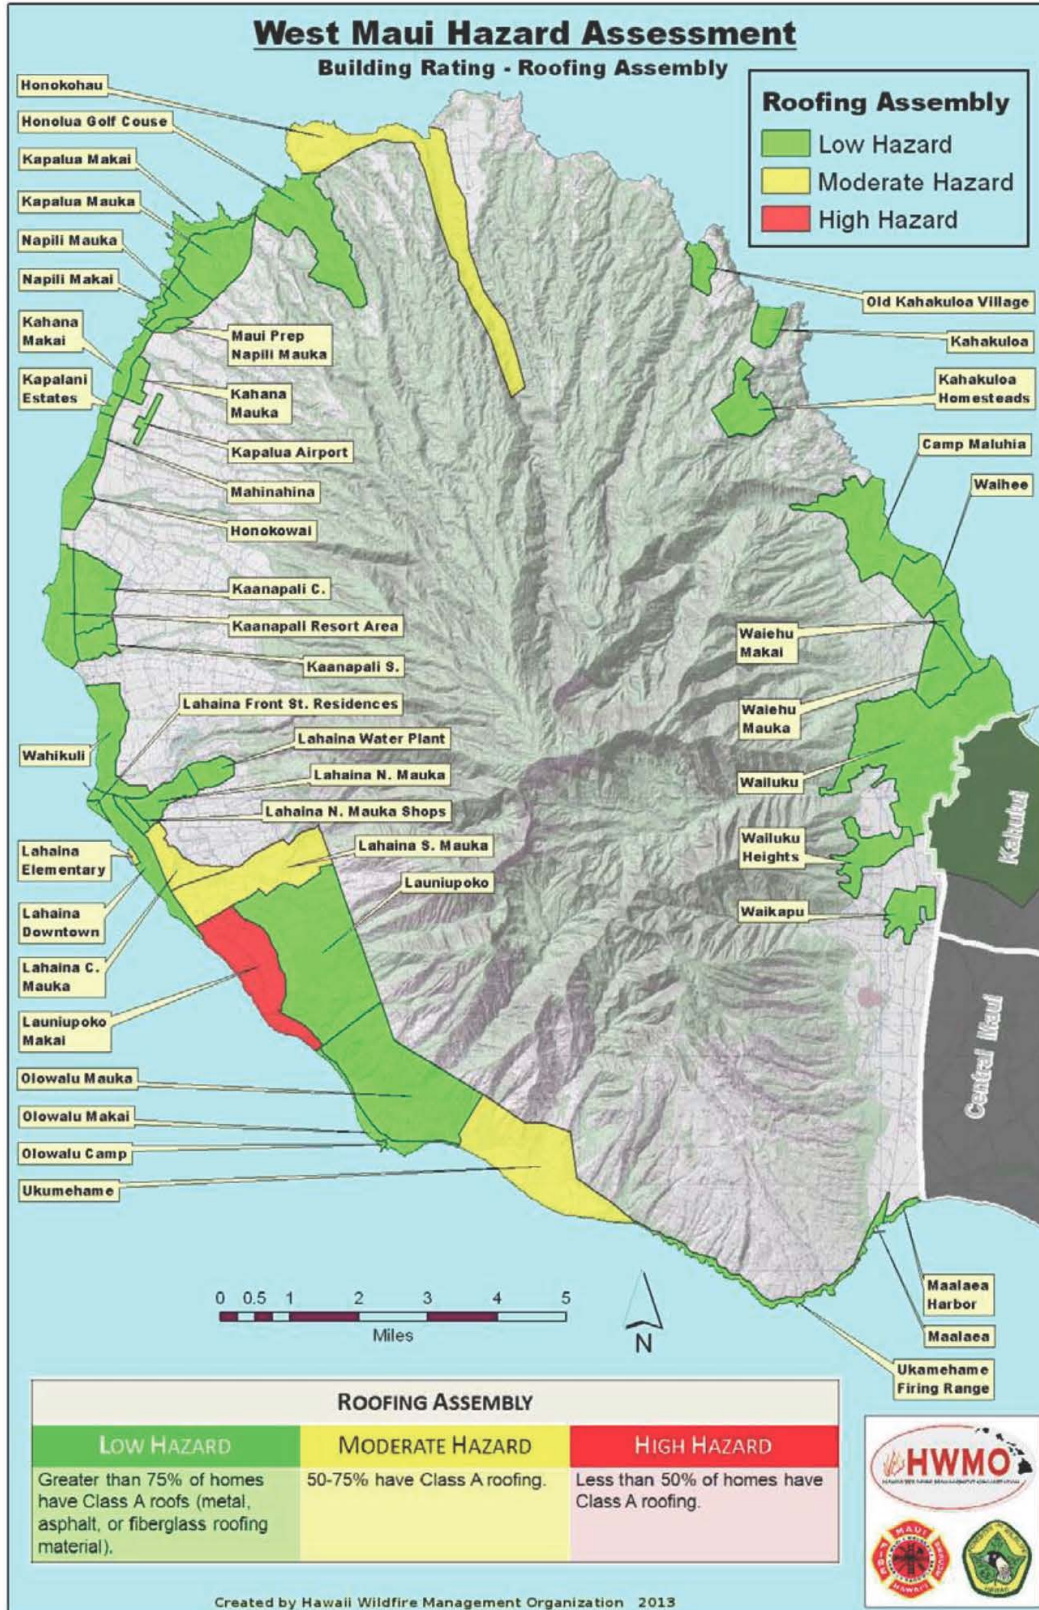 West Maui Hazard Assessment
Building Rating - Roofing Assembly
Roofing Assembly
Low Hazard
Moderate Hazard
High Hazard
Honokohau
Honolua Golf Couse
Kapalua Makai
Kapalua Mauka
Napili Mauka
Napili Makai
Kahana
Makai
Kapalani
Estates
Maui Prep
Napili Mauka
Kahana
Mauka
Kapalua Airport
Mahinahina
Honokowai
Kaanapali C.
Kaanapali Resort Area
Kaanapali S.
Lahaina Front St. Residences
Wahikuli
Lahaina Water Plant
Lahaina N. Mauka
Lahaina N. Mauka Shops
Lahaina S. Mauka
Launiupoko
Lahaina
Elementary
Lahaina
Downtown
Lahaina C.
Mauka
Launiupoko
Makai
Olowalu Mauka
Olowalu Makai
Olowalu Camp
Ukumehame
Old Kahakuloa Village
Kahakuloa
Kahakuloa
Homesteads
Camp Maluhia
Waihee
Waiehu
Makai
Waiehu
Mauka
Wailuku
Wailuku
Heights
Waikapu
Kahului
Central Maui
Maalaea
Harbor
Maalaea
Ukamehame
Firing Range
0 0.5 1 2 3 4 5
Miles
N
ROOFING ASSEMBLY
LOW HAZARD
MODERATE HAZARD
HIGH HAZARD
Greater than 75% of homes
have Class A roofs (metal,
asphalt, or fiberglass roofing
material).
50-75% have Class A roofing.
Less than 50% of homes have
Class A roofing.
HWMO
MAUI
FIRE
HAWAII
Created by Hawaii Wildfire Management Organization 2013